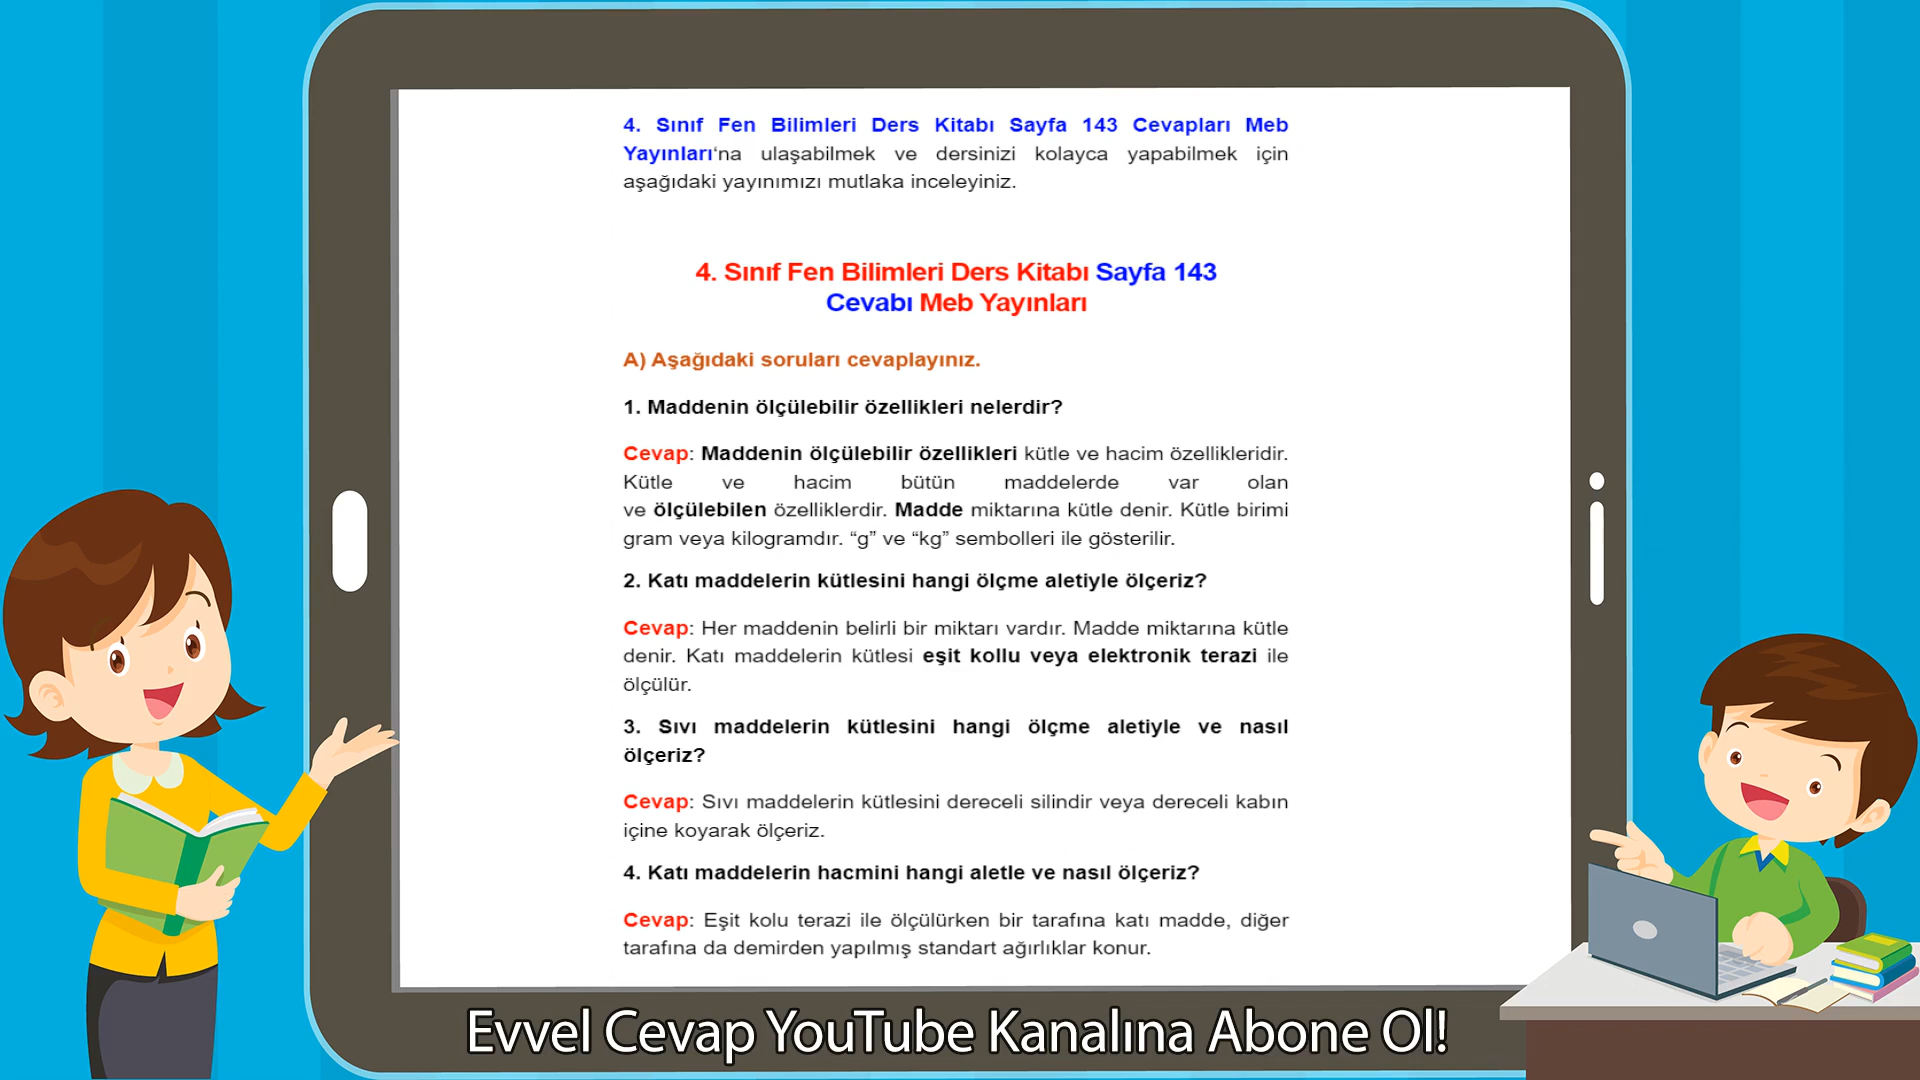 4. Sınıf Fen Bilimleri Ders Kitabı Sayfa 143 Cevapları Meb
Yayınları‘na ulaşabilmek ve dersinizi kolayca yapabilmek için
aşağıdaki yayınımızı mutlaka inceleyiniz.
4. Sınıf Fen Bilimleri Ders Kitabı Sayfa 143
Cevabı Meb Yayınları
A) Aşağıdaki soruları cevaplayınız.
1. Maddenin ölçülebilir özellikleri nelerdir?
Cevap: Maddenin ölçülebilir özellikleri kütle ve hacim özellikleridir.
Kütle ve hacim bütün maddelerde var olan
ve ölçülebilen özelliklerdir. Madde miktarına kütle denir. Kütle birimi
gram veya kilogramdır. “g” ve “kg” sembolleri ile gösterilir.
2. Katı maddelerin kütlesini hangi ölçme aletiyle ölçeriz?
Cevap: Her maddenin belirli bir miktarı vardır. Madde miktarına kütle
denir. Katı maddelerin kütlesi eşit kollu veya elektronik terazi ile
ölçülür.
3. Sıvı maddelerin kütlesini hangi ölçme aletiyle ve nasıl
ölçeriz?
Cevap: Sıvı maddelerin kütlesini dereceli silindir veya dereceli kabın
içine koyarak ölçeriz.
4. Katı maddelerin hacmini hangi aletle ve nasıl ölçeriz?
Cevap: Eşit kolu terazi ile ölçülürken bir tarafına katı madde, diğer
tarafına da demirden yapılmış standart ağırlıklar konur.
Evvel Cevap YouTube Kanalına Abone Ol!